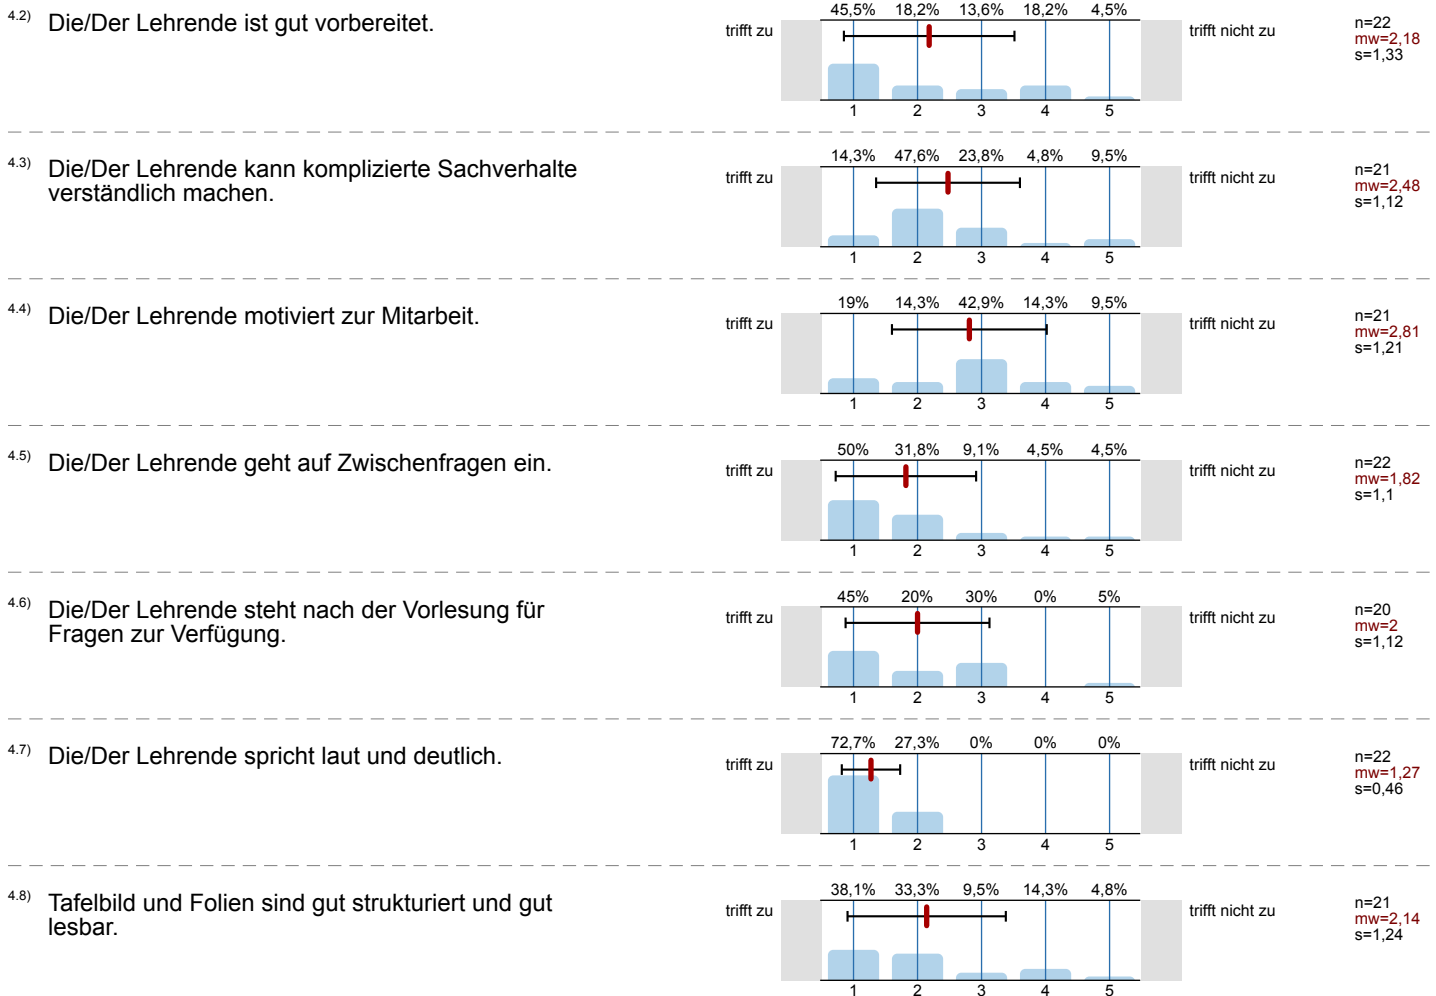 4.2) Die/Der Lehrende ist gut vorbereitet.
45,5% 18,2% 13,6% 18,2% 4,5%
trifft zu
trifft nicht zu
1 2 3 4 5
n=22
mw=2,18
s=1,33
4.3) Die/Der Lehrende kann komplizierte Sachverhalte
verständlich machen.
14,3% 47,6% 23,8% 4,8% 9,5%
trifft zu
trifft nicht zu
1 2 3 4 5
n=21
mw=2,48
s=1,12
4.4) Die/Der Lehrende motiviert zur Mitarbeit.
19% 14,3% 42,9% 14,3% 9,5%
trifft zu
trifft nicht zu
1 2 3 4 5
n=21
mw=2,81
s=1,21
4.5) Die/Der Lehrende geht auf Zwischenfragen ein.
50% 31,8% 9,1% 4,5% 4,5%
trifft zu
trifft nicht zu
1 2 3 4 5
n=22
mw=1,82
s=1,1
4.6) Die/Der Lehrende steht nach der Vorlesung für
Fragen zur Verfügung.
45% 20% 30% 0% 5%
trifft zu
trifft nicht zu
1 2 3 4 5
n=20
mw=2
s=1,12
4.7) Die/Der Lehrende spricht laut und deutlich.
72,7% 27,3% 0% 0% 0%
trifft zu
trifft nicht zu
1 2 3 4 5
n=22
mw=1,27
s=0,46
4.8) Tafelbild und Folien sind gut strukturiert und gut
lesbar.
38,1% 33,3% 9,5% 14,3% 4,8%
trifft zu
trifft nicht zu
1 2 3 4 5
n=21
mw=2,14
s=1,24